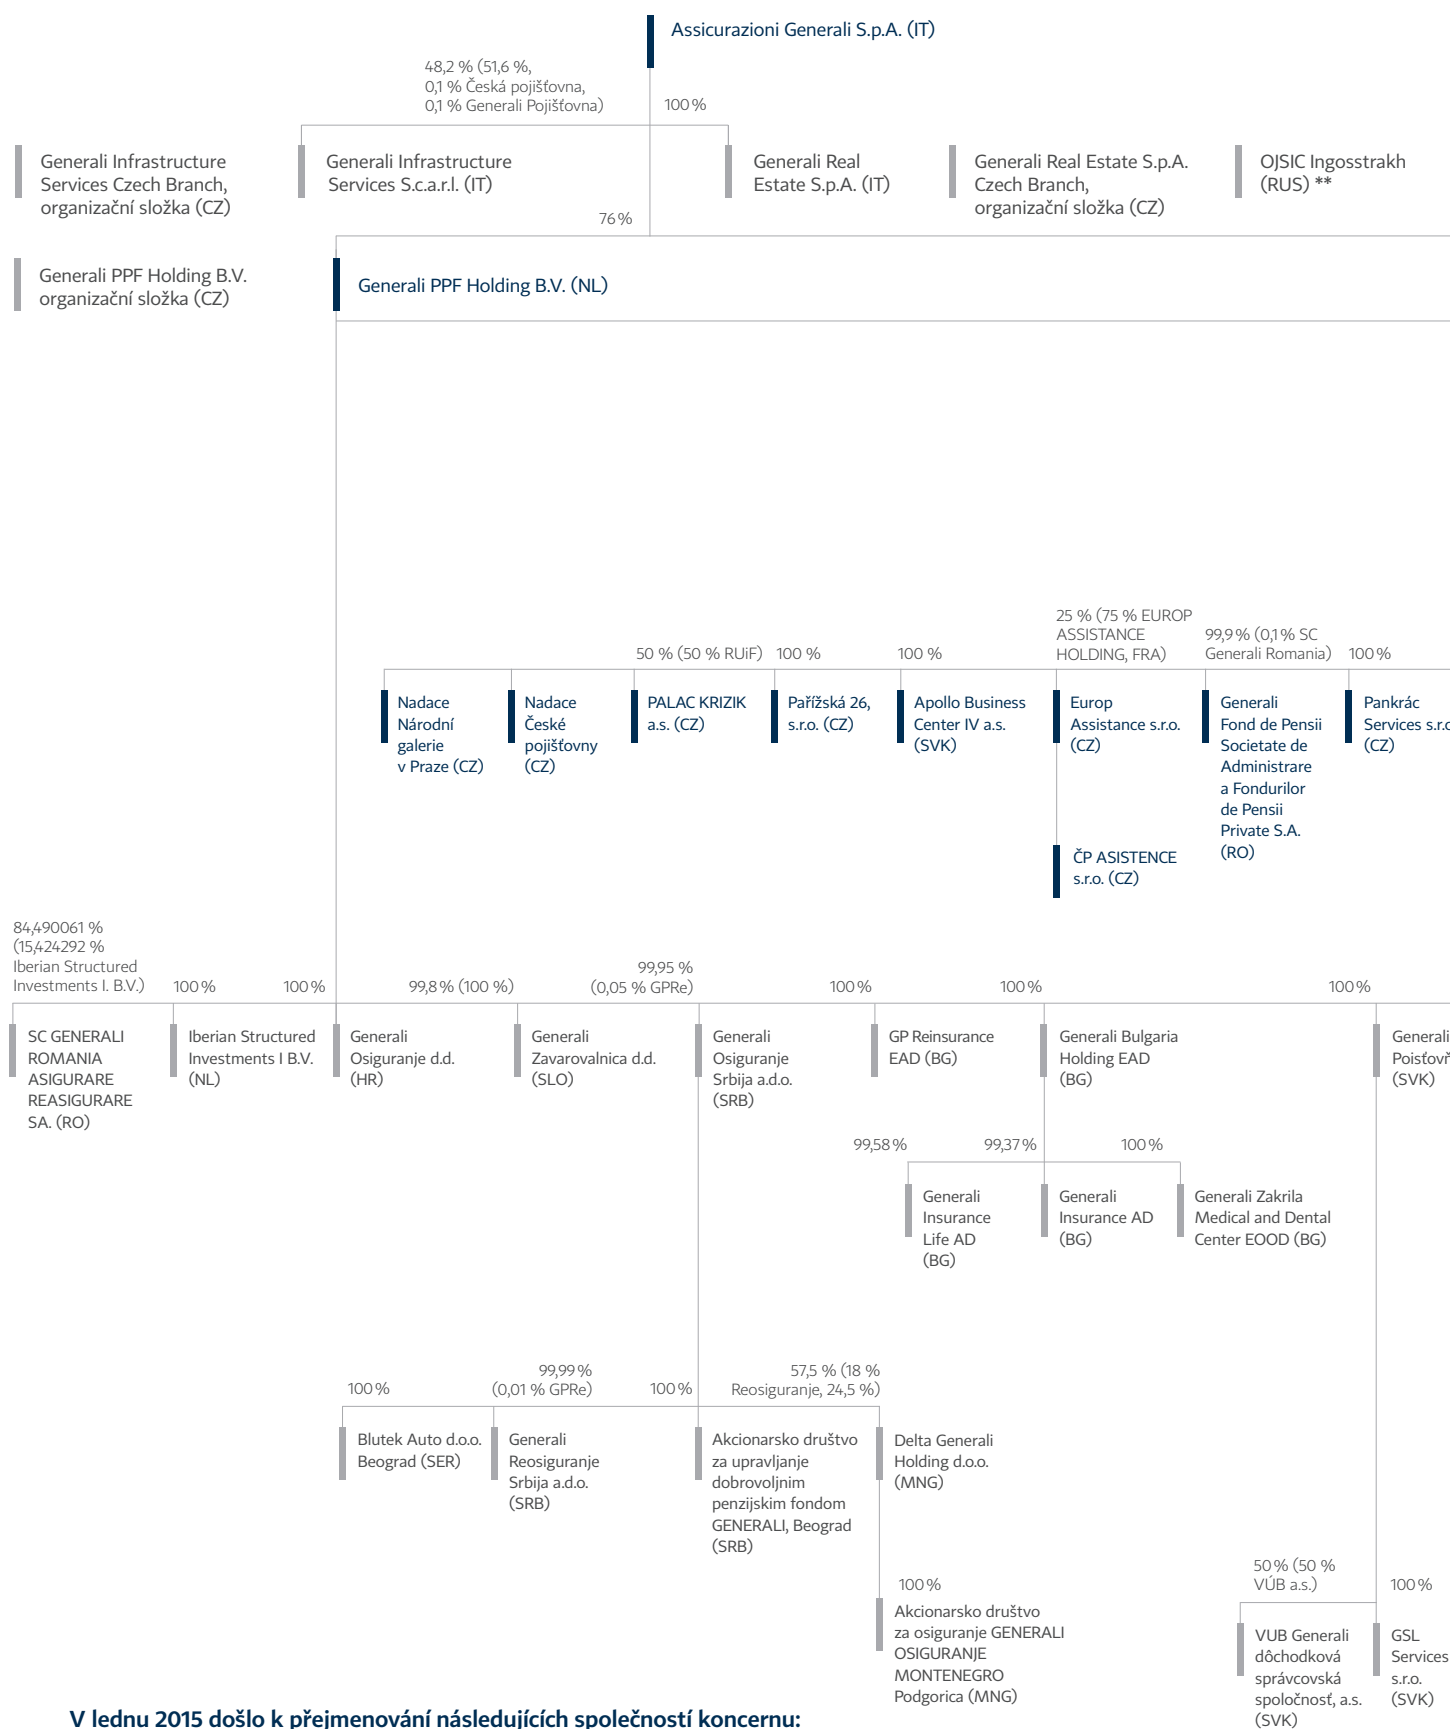 Assicurazioni Generali S.p.A. (IT)
48,2 % (51,6 %,
0,1 % Česká pojišťovna,
0,1 % Generali Pojišťovna)
100 %
Generali Infrastructure
Services Czech Branch,
organizační složka (CZ)
Generali Infrastructure
Services S.c.a.r.l. (IT)
Generali Real
Estate S.p.A. (IT)
Generali Real Estate S.p.A.
Czech Branch,
organizační složka (CZ)
OJSIC Ingosstrakh
(RUS) **
76 %
Generali PPF Holding B.V.
organizační složka (CZ)
Generali PPF Holding B.V. (NL)
50 % (50 % RUiF)
100 %
100 %
25 % (75 % EUROP
ASSISTANCE
HOLDING, FRA)
99,9 % (0,1 % SC
Generali Romania)
100 %
Nadace
Národní
galerie
v Praze (CZ)
Nadace
České
pojišťovny
(CZ)
PALAC KRIZIK
a.s. (CZ)
Pařížská 26,
s.r.o. (CZ)
Apollo Business
Center IV a.s.
(SVK)
Europ
Assistance s.r.o.
(CZ)
Generali
Fond de Pensii
Societate de
Administrare
a Fondurilor
de Pensii
Private S.A.
(RO)
Pankrác
Services s.r.o
(CZ)
ČP ASISTENCE
s.r.o. (CZ)
84,490061 %
(15,424292 %
Iberian Structured
Investments I. B.V.)
100 %
100 %
99,8 % (100 %)
99,95 %
(0,05 % GPRe)
100 %
100 %
100 %
SC GENERALI
ROMANIA
ASIGURARE
REASIGURARE
SA. (RO)
Iberian Structured
Investments I B.V.
(NL)
Generali
Osiguranje d.d.
(HR)
Generali
Zavarovalnica d.d.
(SLO)
Generali
Osiguranje
Srbija a.d.o.
(SRB)
GP Reinsurance
EAD (BG)
Generali Bulgaria
Holding EAD
(BG)
Generali
Poisťovň
(SVK)
99,58 %
99,37 %
100 %
Generali
Insurance
Life AD
(BG)
Generali
Insurance AD
(BG)
Generali Zakrila
Medical and Dental
Center EOOD (BG)
100 %
99,99 %
(0,01 % GPRe)
100 %
57,5 % (18 %
Reosiguranje, 24,5 %)
Blutek Auto d.o.o.
Beograd (SER)
Generali
Reosiguranje
Srbija a.d.o.
(SRB)
Akcionarsko društvo
za upravljanje
dobrovoljnim
penzijskim fondom
GENERALI, Beograd
(SRB)
Delta Generali
Holding d.o.o.
(MNG)
100 %
Akcionarsko društvo
za osiguranje GENERALI
OSIGURANJE
MONTENEGRO
Podgorica (MNG)
50 % (50 %
VÚB a.s.)
100 %
VUB Generali
dôchodková
správcovská
spoločnosť, a.s.
(SVK)
GSL
Services
s.r.o.
(SVK)
V lednu 2015 došlo k přejmenování následujících společností koncernu: